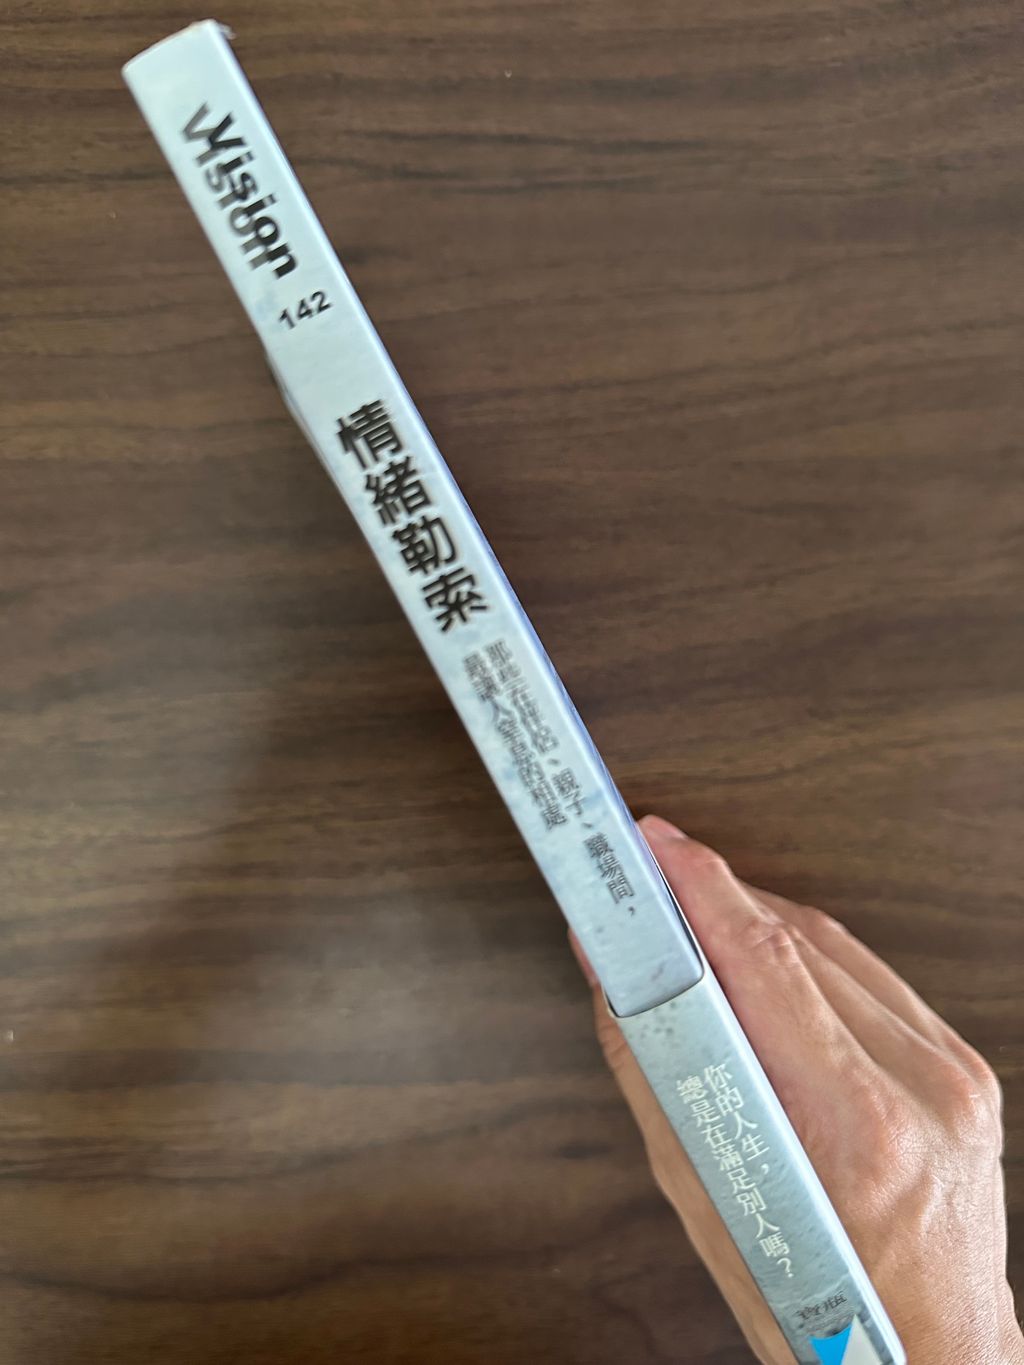 Vision
142
情緒勒索
那些在伴侶、親子、職場間，
最讓人窒息的相處
你的人生，
總是在滿足別人嗎？
寶瓶